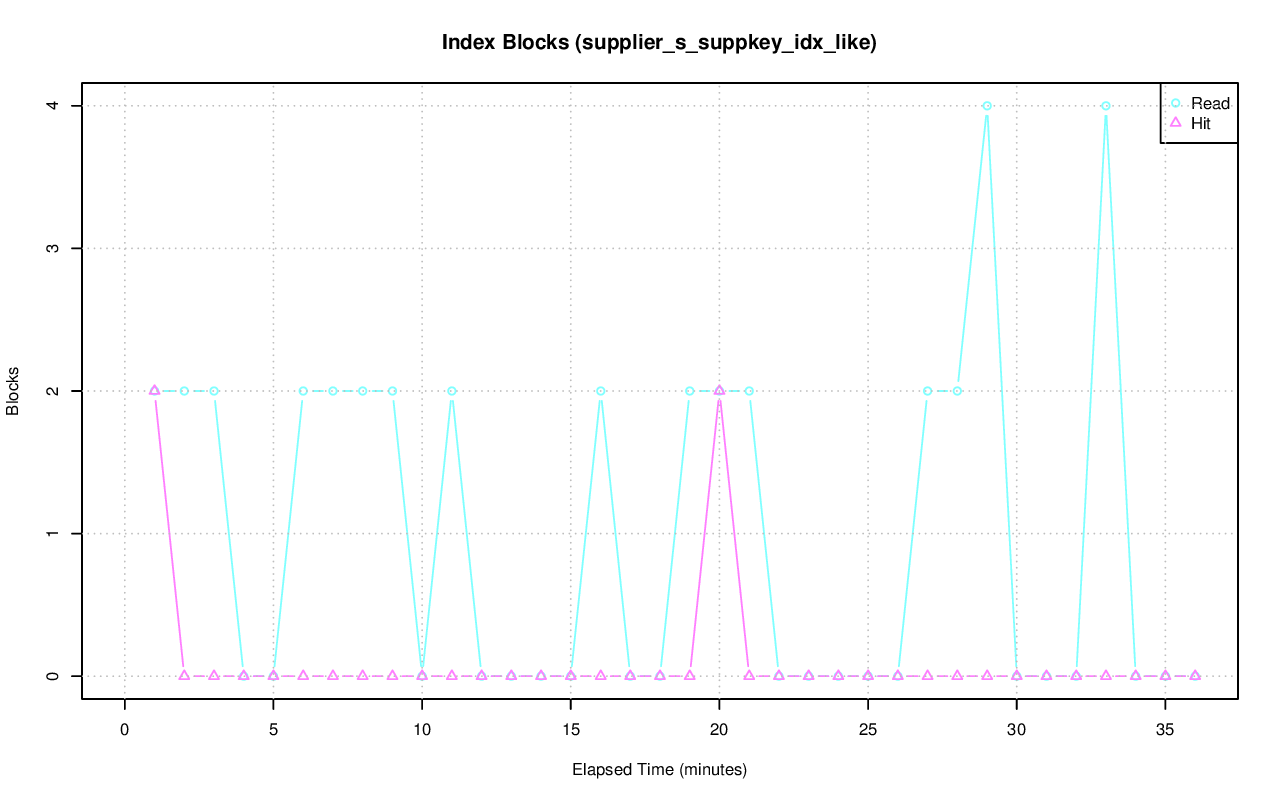 Index Blocks (supplier_s_suppkey_idx_like)
Read
Hit
4
3
2
1
0
Blocks
0 5 10 15 20 25 30 35
Elapsed Time (minutes)